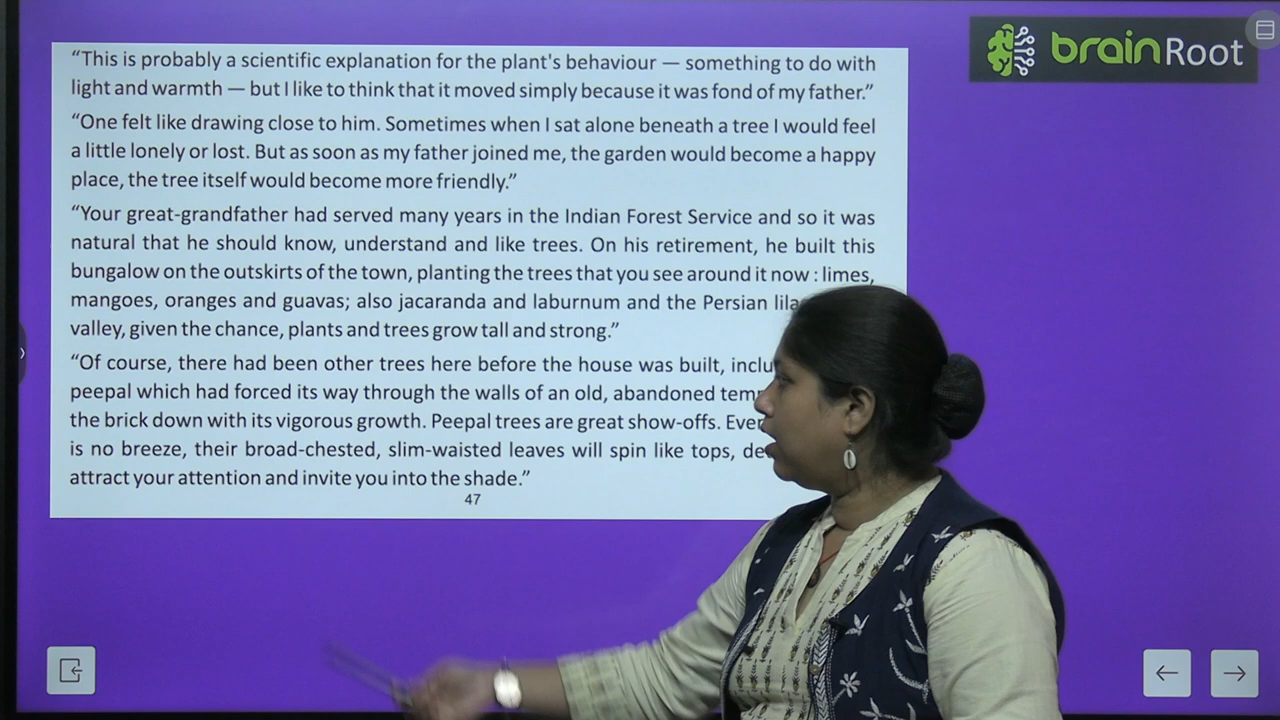 brainRoot
“This is probably a scientific explanation for the plant's behaviour — something to do with
light and warmth — but I like to think that it moved simply because it was fond of my father.”
“One felt like drawing close to him. Sometimes when I sat alone beneath a tree I would feel
a little lonely or lost. But as soon as my father joined me, the garden would become a happy
place, the tree itself would become more friendly.”
“Your great-grandfather had served many years in the Indian Forest Service and so it was
natural that he should know, understand and like trees. On his retirement, he built this
bungalow on the outskirts of the town, planting the trees that you see around it now : limes,
mangoes, oranges and guavas; also jacaranda and laburnum and the Persian
valley, given the chance, plants and trees grow tall and strong.”
“Of course, there had been other trees here before the house was built,
peepal which had forced its way through the walls of an old, abandoned
the brick down with its vigorous growth. Peepal trees are great show-offs.
is no breeze, their broad-chested, slim-waisted leaves will spin like tops,
attract your attention and invite you into the shade.”
47